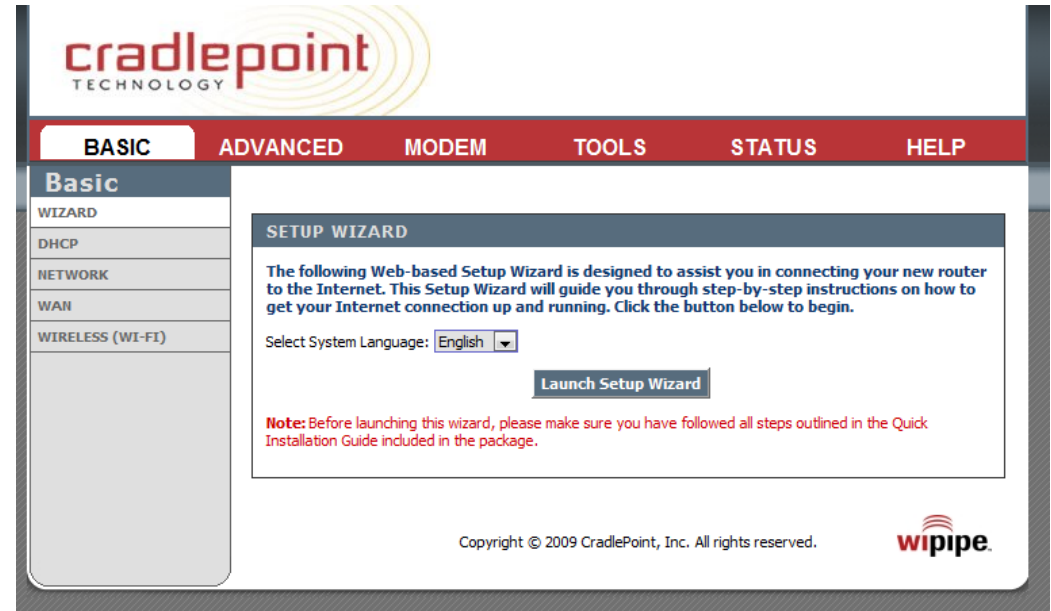 cradlepoint
TECHNOLOGY
BASIC ADVANCED MODEM TOOLS STATUS HELP
Basic
WIZARD
DHCP
NETWORK
WAN
WIRELESS (WI-FI)
SETUP WIZARD
The following Web-based Setup Wizard is designed to assist you in connecting your new router
to the Internet. This Setup Wizard will guide you through step-by-step instructions on how to
get your Internet connection up and running. Click the button below to begin.
Select System Language: English
Launch Setup Wizard
Note: Before launching this wizard, please make sure you have followed all steps outlined in the Quick
Installation Guide included in the package.
Copyright © 2009 CradlePoint, Inc. All rights reserved.
wipipe.